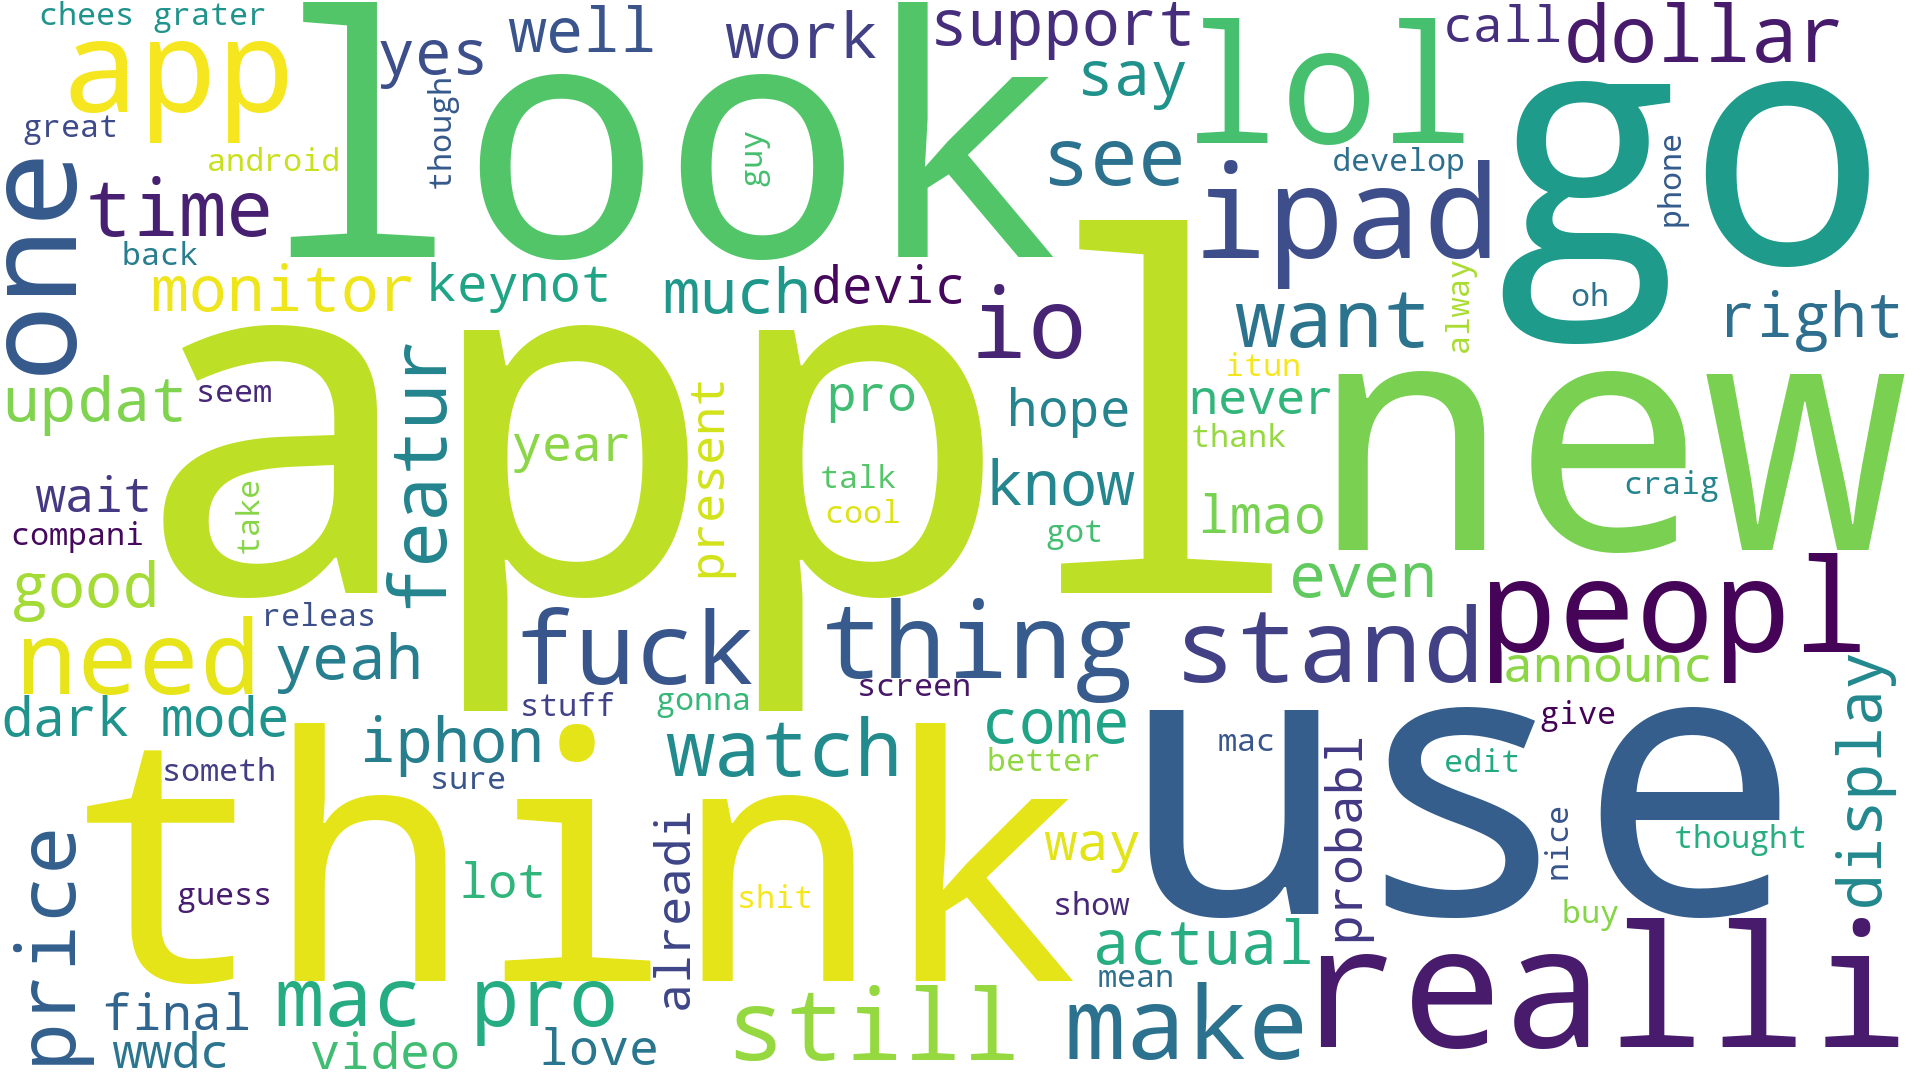 chees grater
app
look
yes
well
work
support
lol
call
dollar
go
say
great
though
guy
one
android
time
see
develop
ipad
phone
back
monitor
keynot
much
devic
io
want
alway
oh
right
appl
new
updat
seem
featur
year
present
pro
hope
itun
never
thank
wait
take
talk
cool
know
got
lmao
craig
compani
good
releas
need
yeah
fuck
thing
even
stand
peopl
announc
dark mode
stuff
gonna
screen
come
use
give
display
iphon
watch
better
mac
edit
someth
sure
think
probabl
price
alreadi
way
nice
thought
guess
lot
shit
show
buy
actual
realli
mean
final
mac pro
still
make
wwdc
video
love